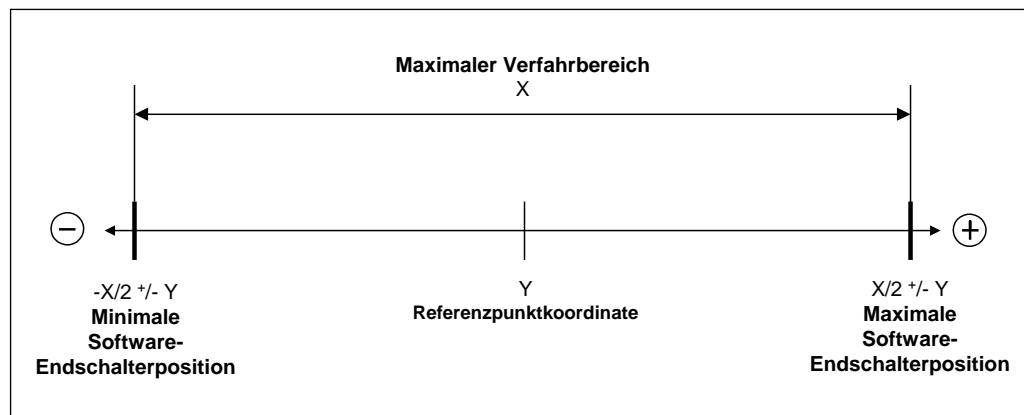 Maximaler Verfahrbereich
X
−
+
-X/2 +/- Y
Minimale
Software-
Endschalterposition
Y
Referenzpunktkoordinate
X/2 +/- Y
Maximale
Software-
Endschalterposition